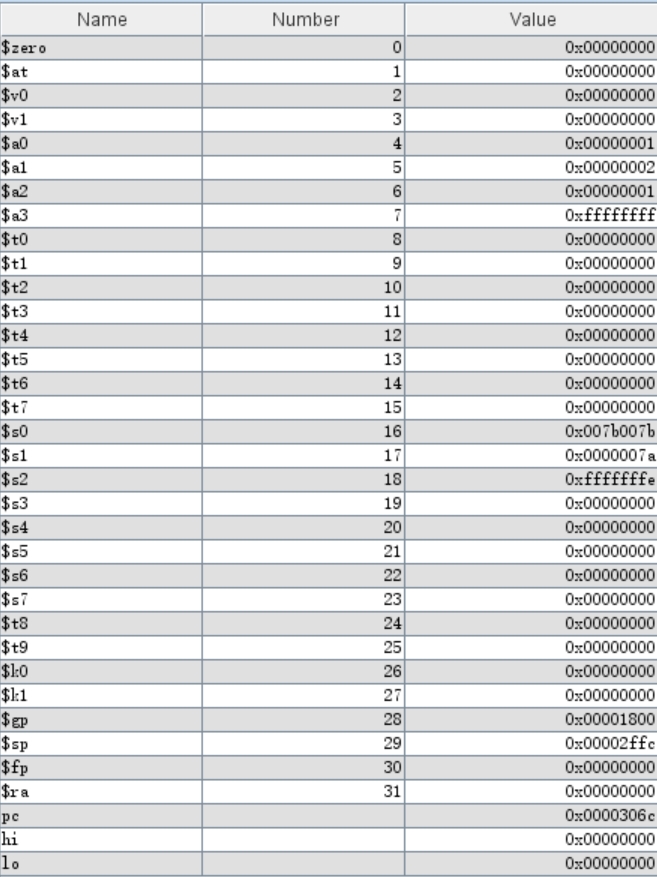 Name Number Value
$zero 0 0x00000000
$at 1 0x00000000
$v0 2 0x00000000
$v1 3 0x00000000
$a0 4 0x00000001
$a1 5 0x00000002
$a2 6 0x00000001
$a3 7 0xffffffff
$t0 8 0x00000000
$t1 9 0x00000000
$t2 10 0x00000000
$t3 11 0x00000000
$t4 12 0x00000000
$t5 13 0x00000000
$t6 14 0x00000000
$t7 15 0x00000000
$s0 16 0x007b007b
$s1 17 0x0000007a
$s2 18 0xfffffffe
$s3 19 0x00000000
$s4 20 0x00000000
$s5 21 0x00000000
$s6 22 0x00000000
$s7 23 0x00000000
$t8 24 0x00000000
$t9 25 0x00000000
$k0 26 0x00000000
$k1 27 0x00000000
$gp 28 0x00001800
$sp 29 0x00002ffc
$fp 30 0x00000000
$ra 31 0x00000000
pc 0x0000306c
hi 0x00000000
lo 0x00000000